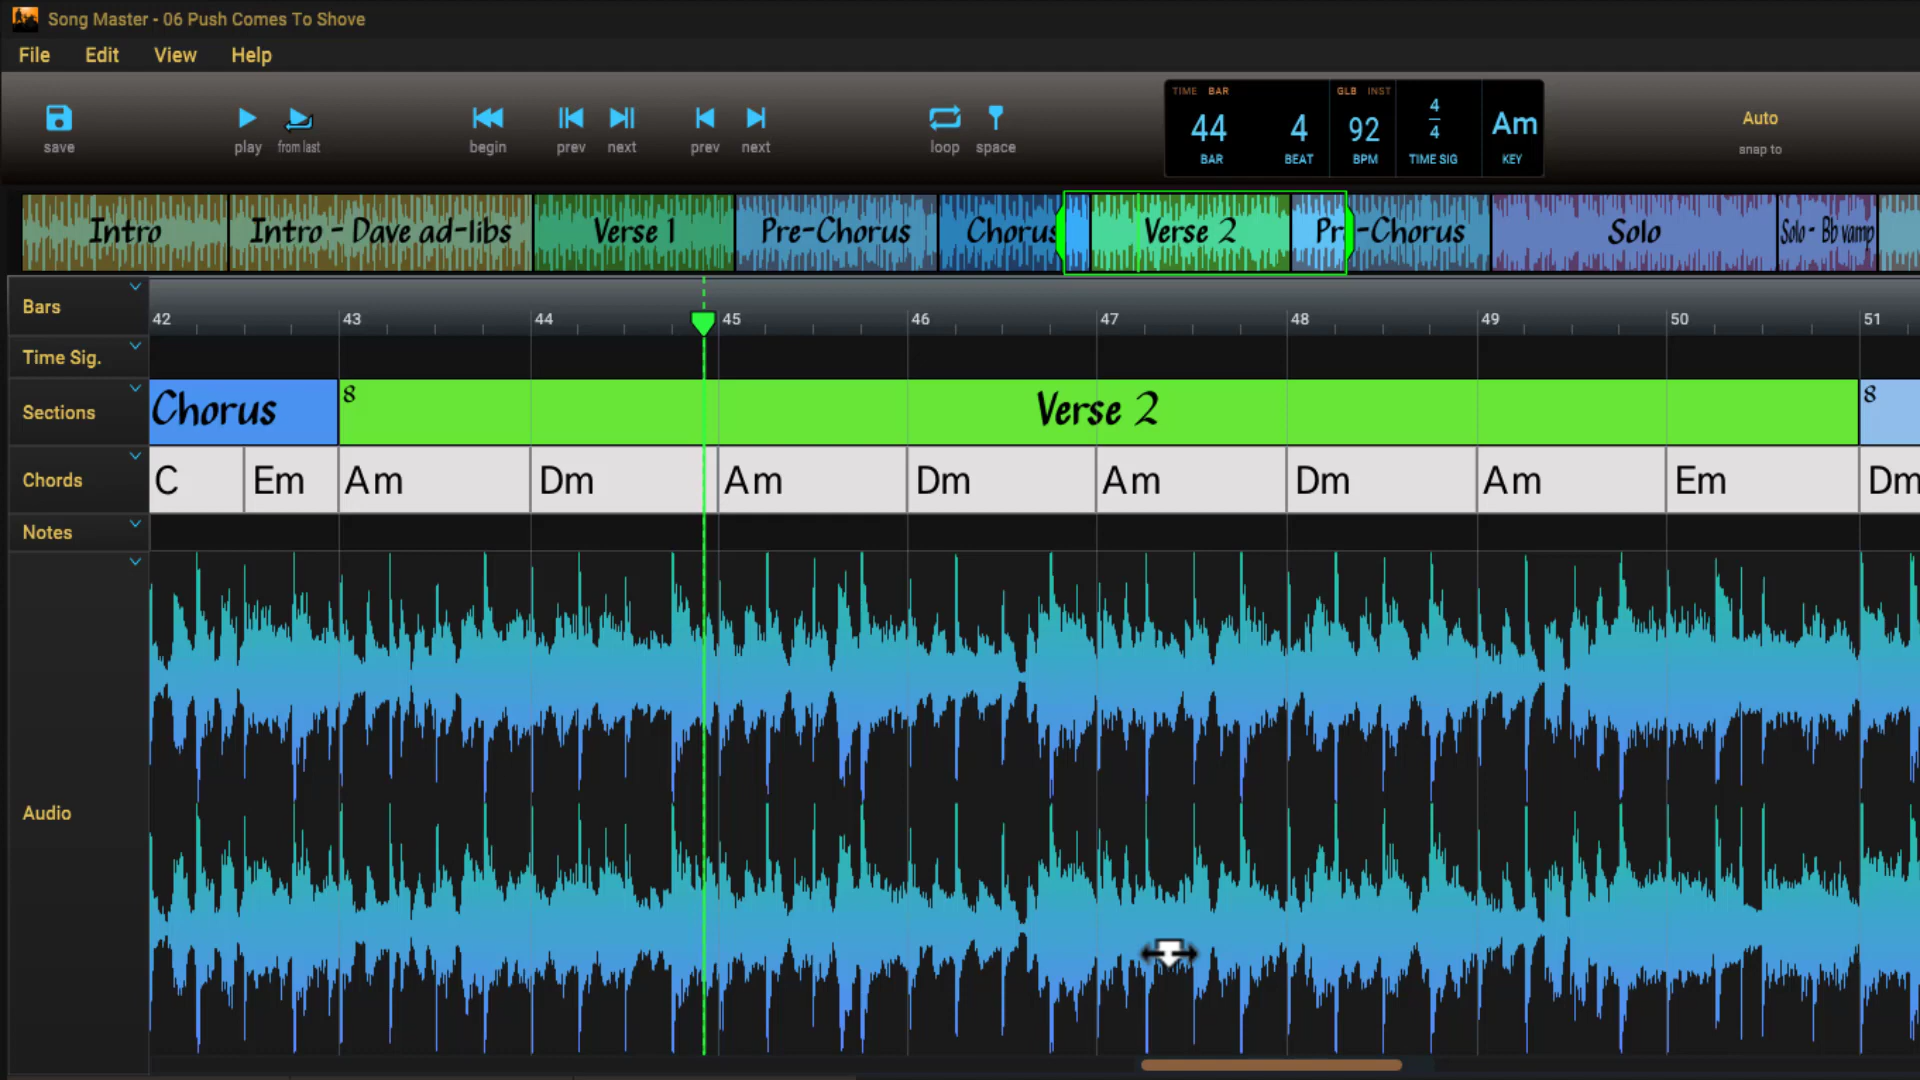 Song Master - 06 Push Comes To Shove
File Edit View Help
save play from last begin prev next prev next loop space
TIME BAR GLB INST
44 4 92 4/4 Am
BAR BEAT BPM TIME SIG KEY
Auto
snap to
Intro Intro - Dave ad-libs Verse 1 Pre-Chorus Chorus Verse 2 Pre-Chorus Solo Solo - Bb vamp
Bars 42 43 44 45 46 47 48 49 50 51
Time Sig.
Sections Chorus 8 Verse 2 8
Chords C Em Am Dm Am Dm Am Dm Am Em Dm
Notes
Audio